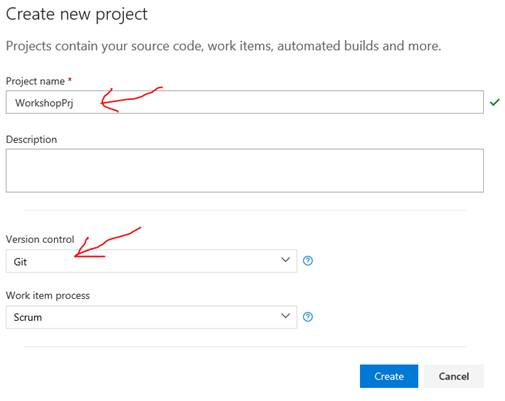 Create new project
Projects contain your source code, work items, automated builds and more.
Project name *
WorkshopPrj
Description
Version control
Git
Work item process
Scrum
Create Cancel